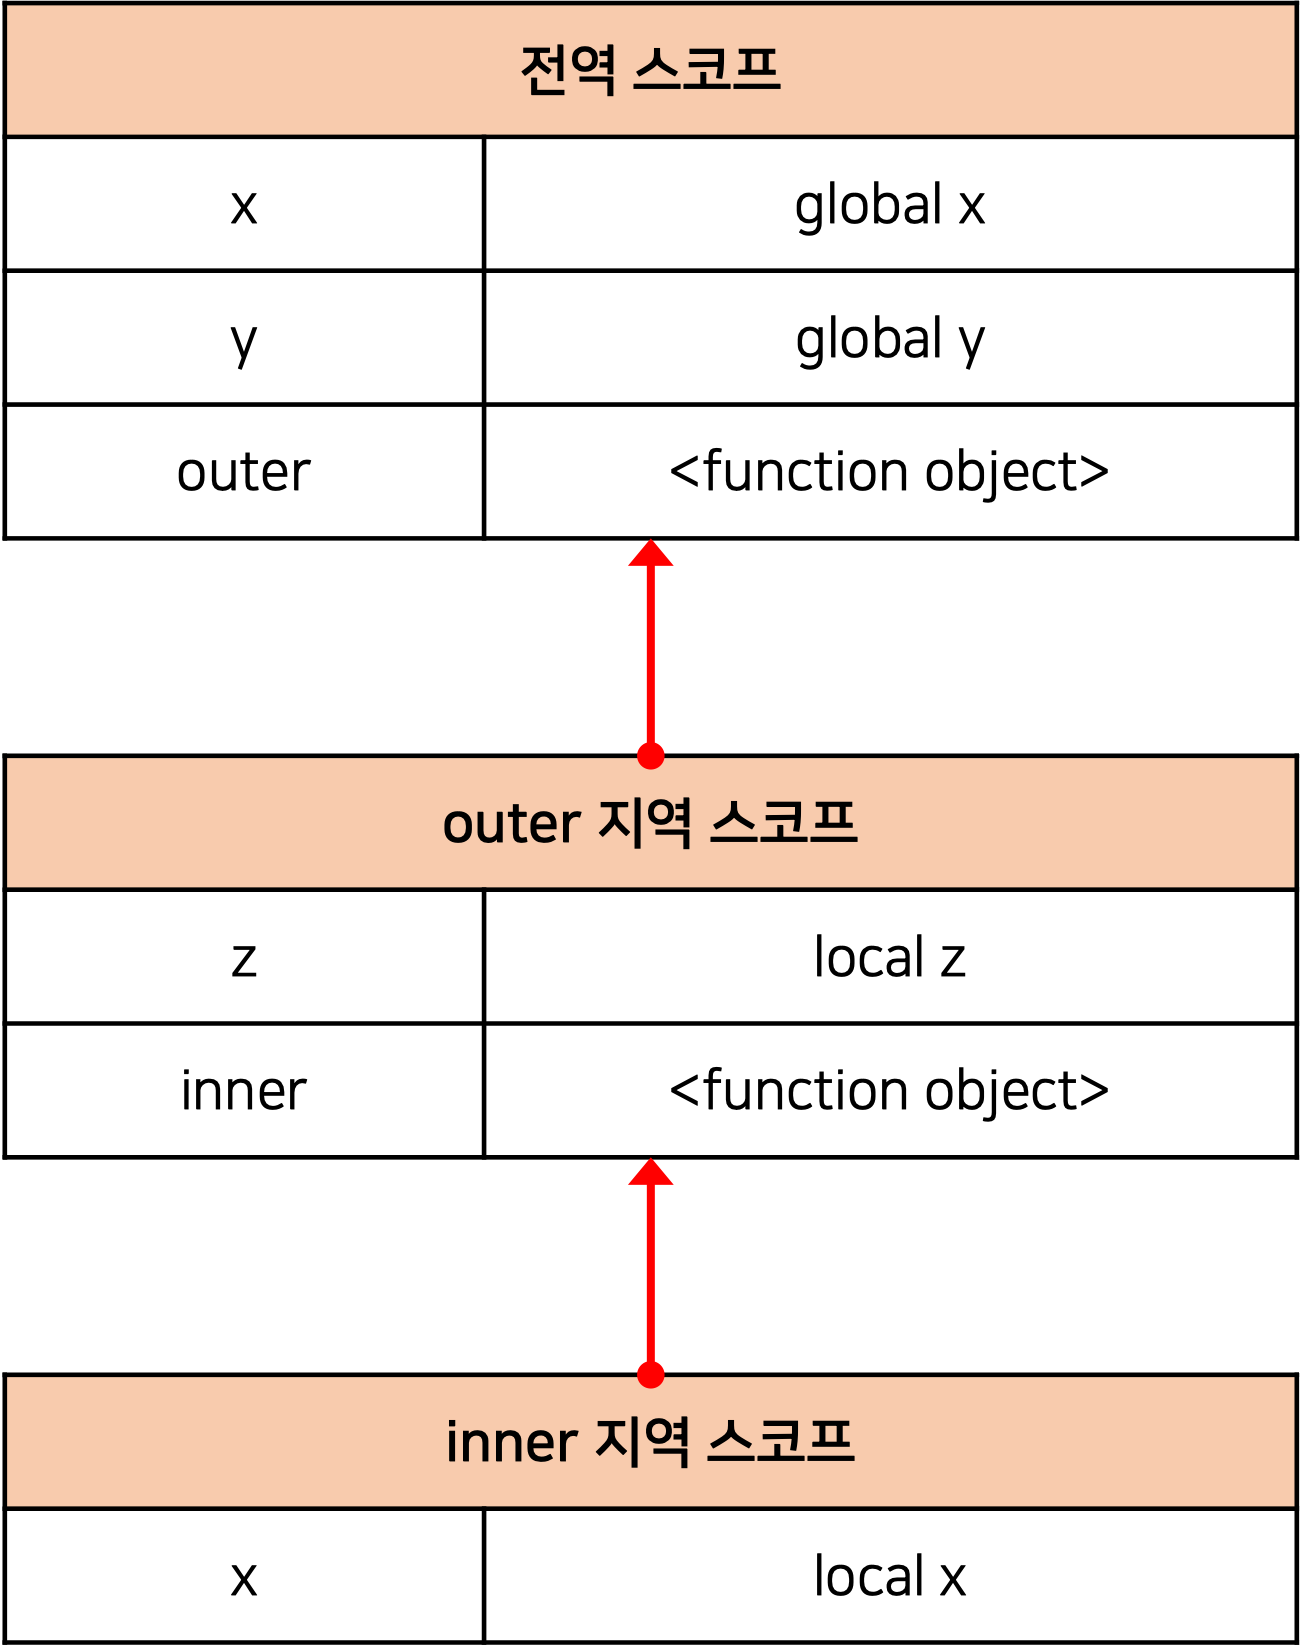 전역 스코프
x global x
y global y
outer <function object>
outer 지역 스코프
z local z
inner <function object>
inner 지역 스코프
x local x